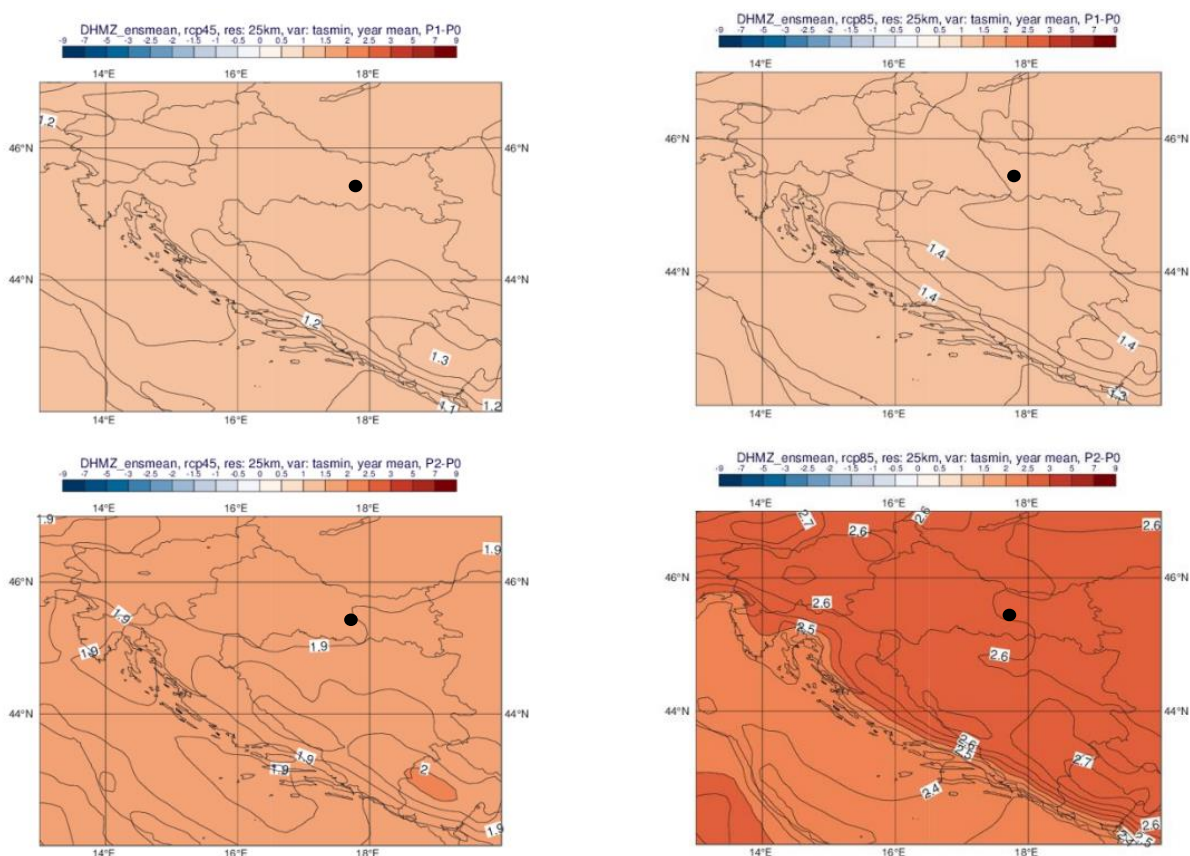 DHMZ_ensmean, rcp45, res: 25km, var: tasmin, year mean, P1-P0
-9 -7 -5 -3 -2.5 -2 -1.5 -1 -0.5 0 0.5 1 1.5 2 2.5 3 5 7 9
14°E 16°E 18°E
1.2
46°N
44°N
1.2
1.3
1.1
1.2
14°E 16°E 18°E
DHMZ_ensmean, rcp85, res: 25km, var: tasmin, year mean, P1-P0
-9 -7 -5 -3 -2.5 -2 -1.5 -1 -0.5 0 0.5 1 1.5 2 2.5 3 5 7 9
14°E 16°E 18°E
46°N
1.4
44°N
1.4
1.4
1.3
14°E 16°E 18°E
DHMZ_ensmean, rcp45, res: 25km, var: tasmin, year mean, P2-P0
-9 -7 -5 -3 -2.5 -2 -1.5 -1 -0.5 0 0.5 1 1.5 2 2.5 3 5 7 9
14°E 16°E 18°E
1.9
1.9
46°N
1.9
1.9
1.9
44°N
1.9
1.9
2
1.9
14°E 16°E 18°E
DHMZ_ensmean, rcp85, res: 25km, var: tasmin, year mean, P2-P0
-9 -7 -5 -3 -2.5 -2 -1.5 -1 -0.5 0 0.5 1 1.5 2 2.5 3 5 7 9
14°E 16°E 18°E
2.7
2.6
2.6
2.6
46°N
2.6
2.5
2.6
44°N
2.5
2.7
2.4
2.6
2.5
14°E 16°E 18°E